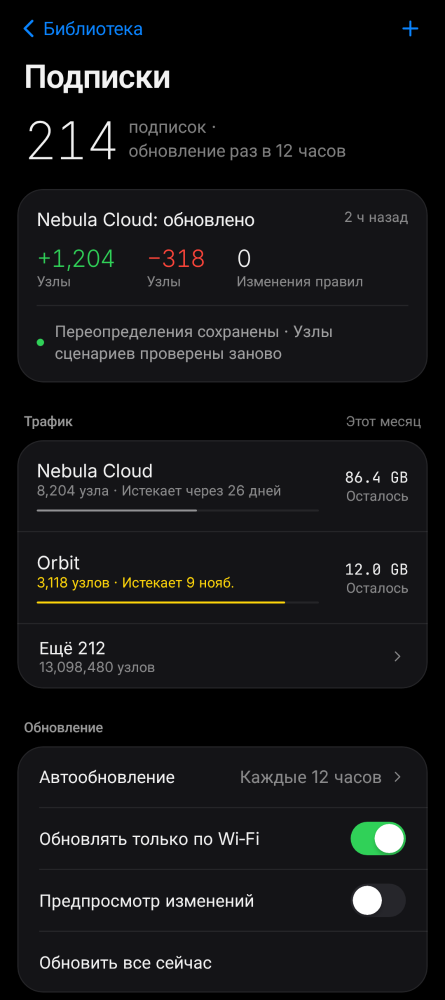 Библиотека
Подписки
214 подписок ·
обновление раз в 12 часов
Nebula Cloud: обновлено 2 ч назад
+1,204 −318 0
Узлы Узлы Изменения правил
Переопределения сохранены · Узлы
сценариев проверены заново
Трафик Этот месяц
Nebula Cloud 86.4 GB
8,204 узла · Истекает через 26 дней Осталось
Orbit 12.0 GB
3,118 узлов · Истекает 9 нояб. Осталось
Ещё 212
13,098,480 узлов
Обновление
Автообновление Каждые 12 часов
Обновлять только по Wi-Fi
Предпросмотр изменений
Обновить все сейчас